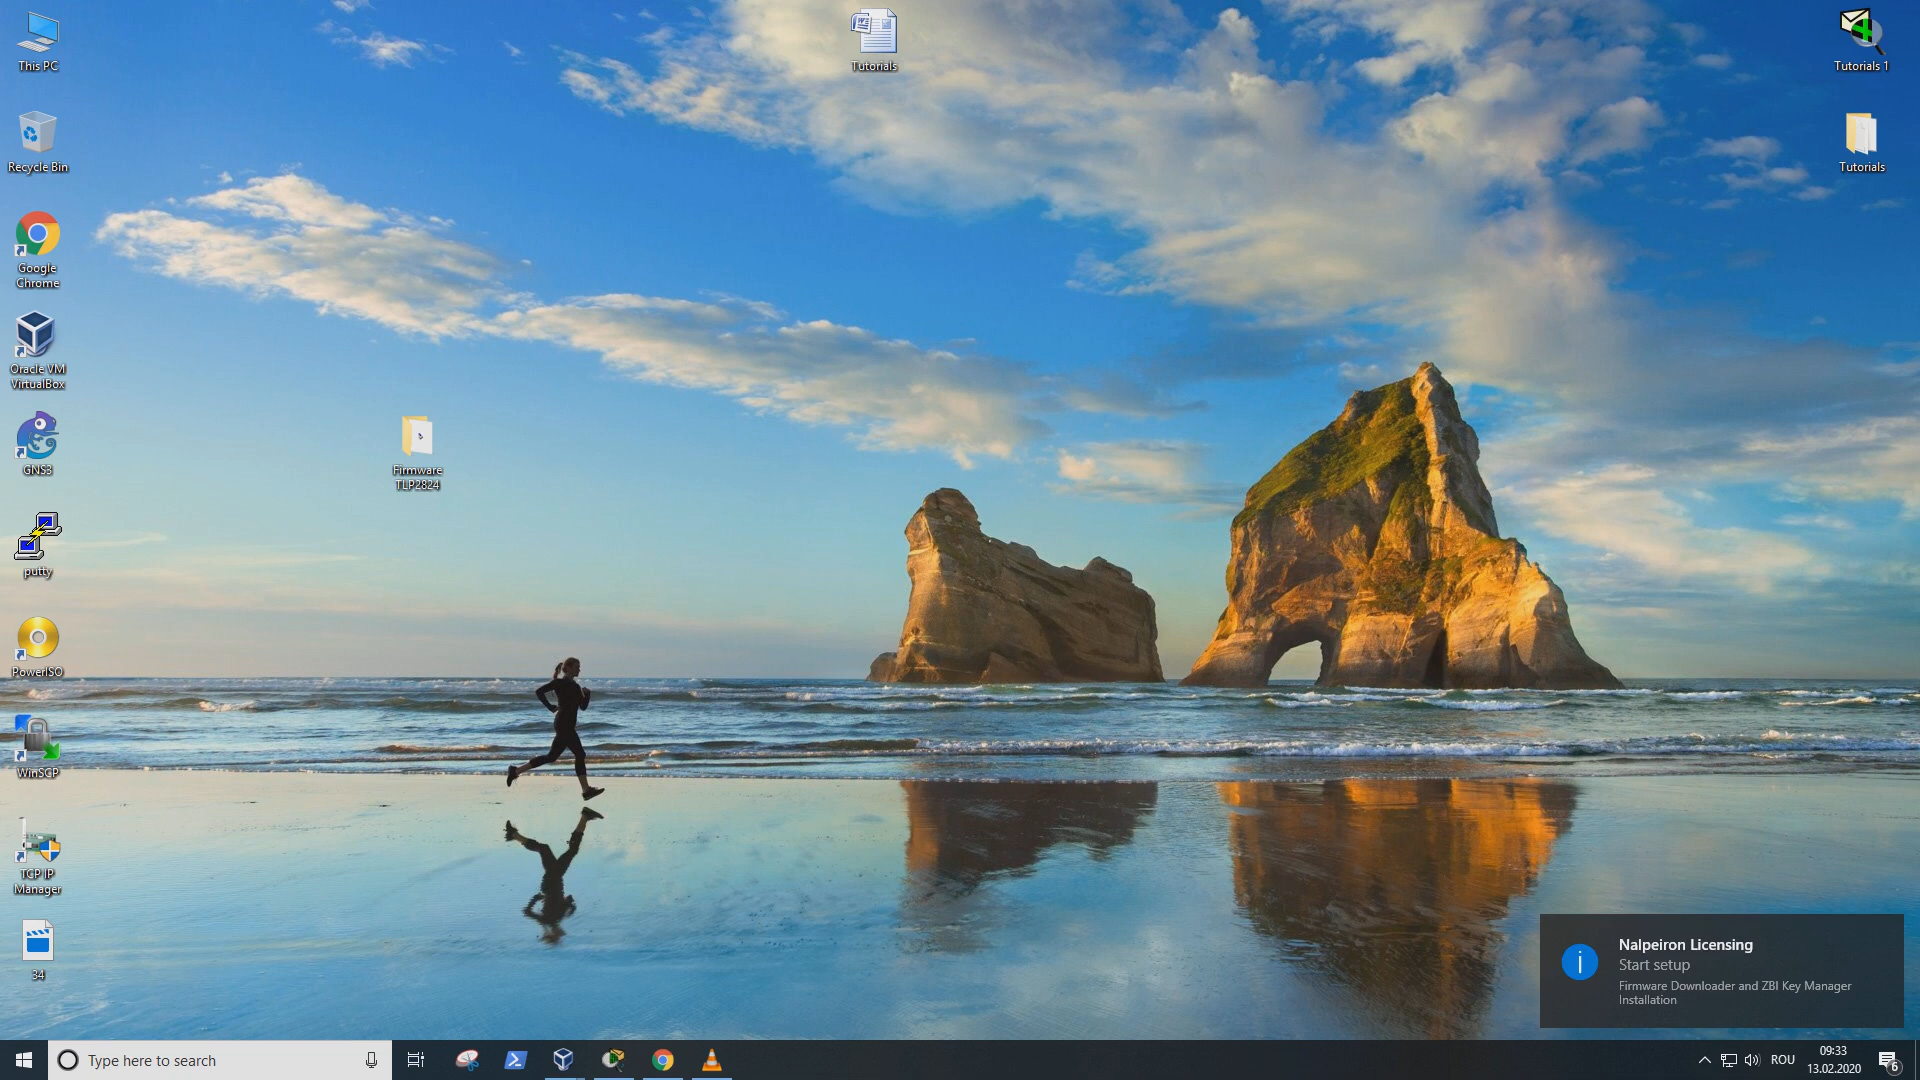 This PC
Recycle Bin
Google
Chrome
Oracle VM
VirtualBox
GNS3
putty
PowerISO
WinSCP
TCP IP
Manager
34
Firmware
TLP2824
Tutorials
Tutorials 1
Tutorials
Nalpeiron Licensing
Start setup
Firmware Downloader and ZBI Key Manager
Installation
Type here to search
ROU
09:33
13.02.2020
6